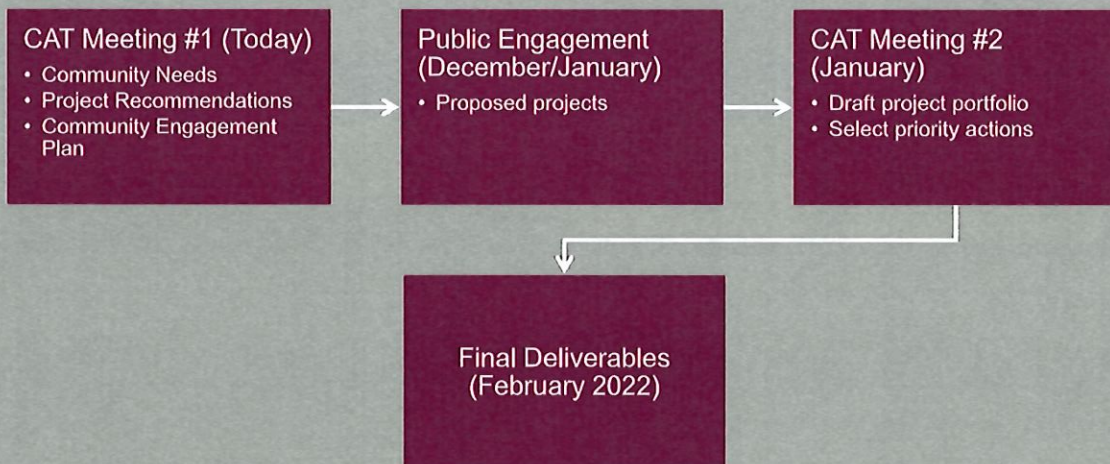 CAT Meeting #1 (Today)
• Community Needs
• Project Recommendations
• Community Engagement
Plan
Public Engagement
(December/January)
• Proposed projects
CAT Meeting #2
(January)
• Draft project portfolio
• Select priority actions
Final Deliverables
(February 2022)